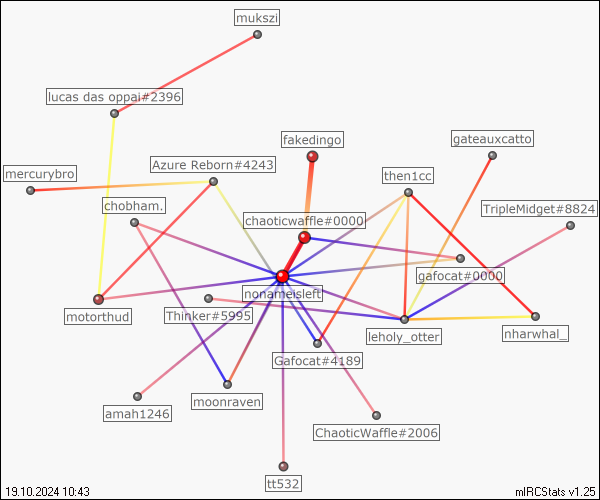 mukszi
lucas das oppai#2396
fakedingo
gateauxcatto
Azure Reborn#4243
mercurybro
then1cc
chobham.
TripleMidget#8824
chaoticwaffle#0000
gafocat#0000
nonameisleft
motorthud
Thinker#5995
leholy_otter
nharwhal_
Gafocat#4189
moonraven
amah1246
ChaoticWaffle#2006
tt532
19.10.2024 10:43
mIRCStats v1.25